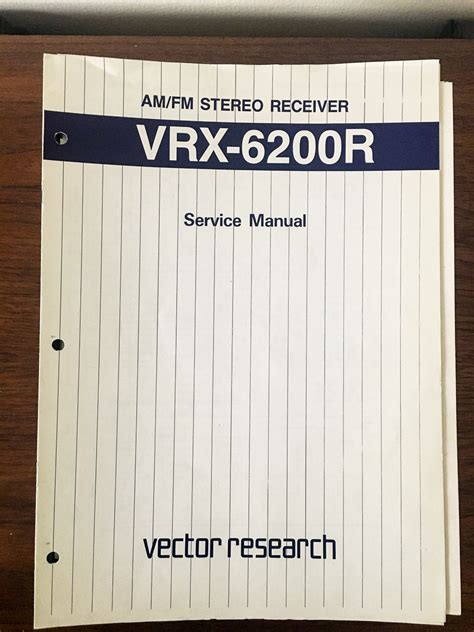 AM/FM STEREO RECEIVER
VRX-6200R
Service Manual
vector research